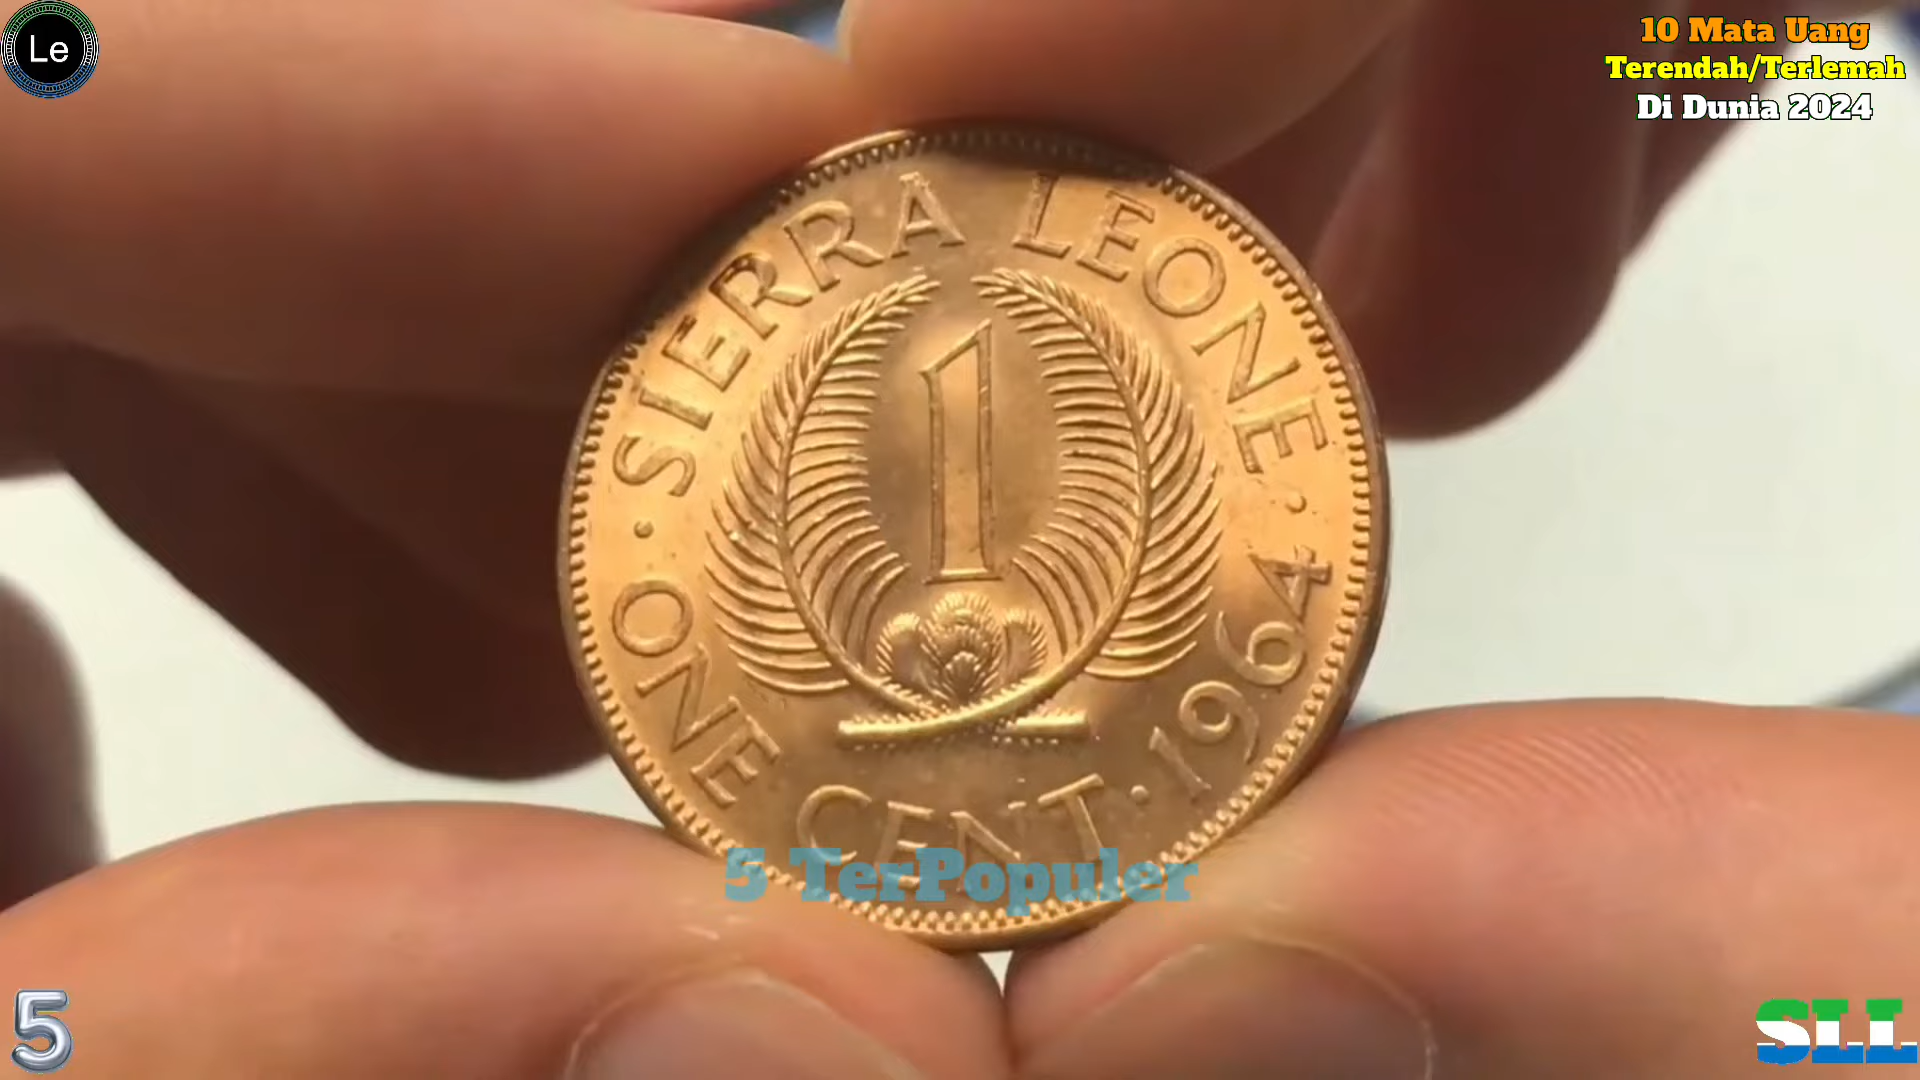 Le
10 Mata Uang
Terendah/Terlemah
Di Dunia 2024
· SIERRA LEONE ·
1
ONE CENT · 1964
5 TerPopuler
5
SLL